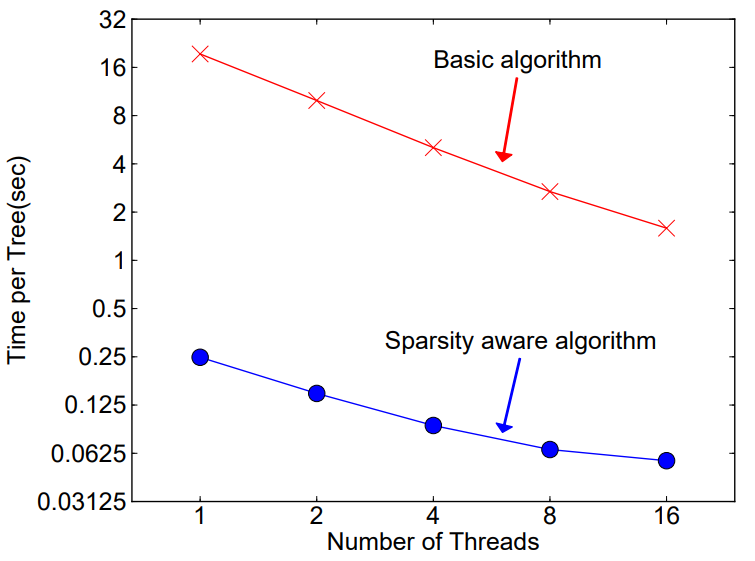 32
16
8
4
2
1
0.5
0.25
0.125
0.0625
0.03125
Time per Tree(sec)
Basic algorithm
Sparsity aware algorithm
1 2 4 8 16
Number of Threads